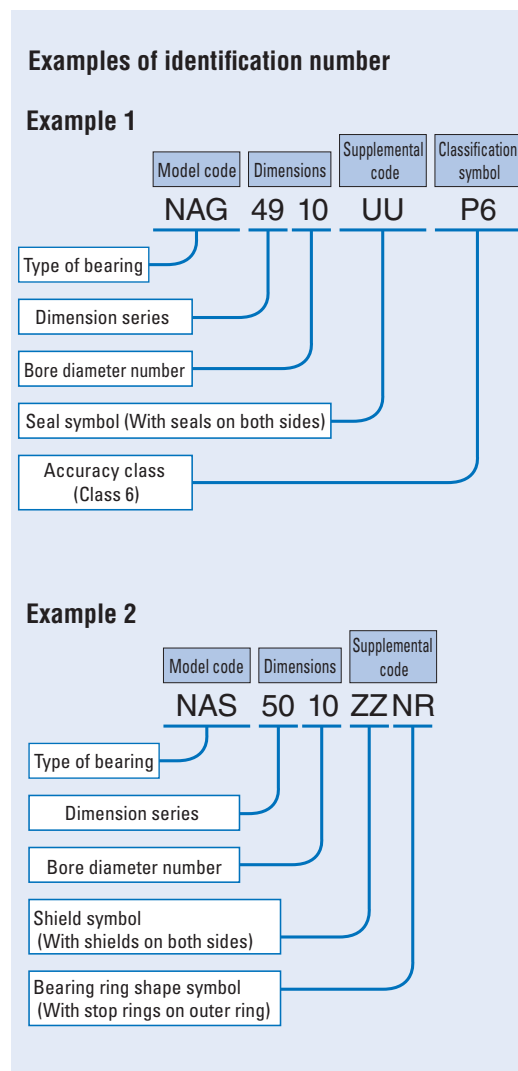 Examples of identification number
Example 1
Model code Dimensions Supplemental code Classification symbol
NAG 49 10 UU P6
Type of bearing
Dimension series
Bore diameter number
Seal symbol (With seals on both sides)
Accuracy class
(Class 6)
Example 2
Model code Dimensions Supplemental code
NAS 50 10 ZZ NR
Type of bearing
Dimension series
Bore diameter number
Shield symbol
(With shields on both sides)
Bearing ring shape symbol
(With stop rings on outer ring)